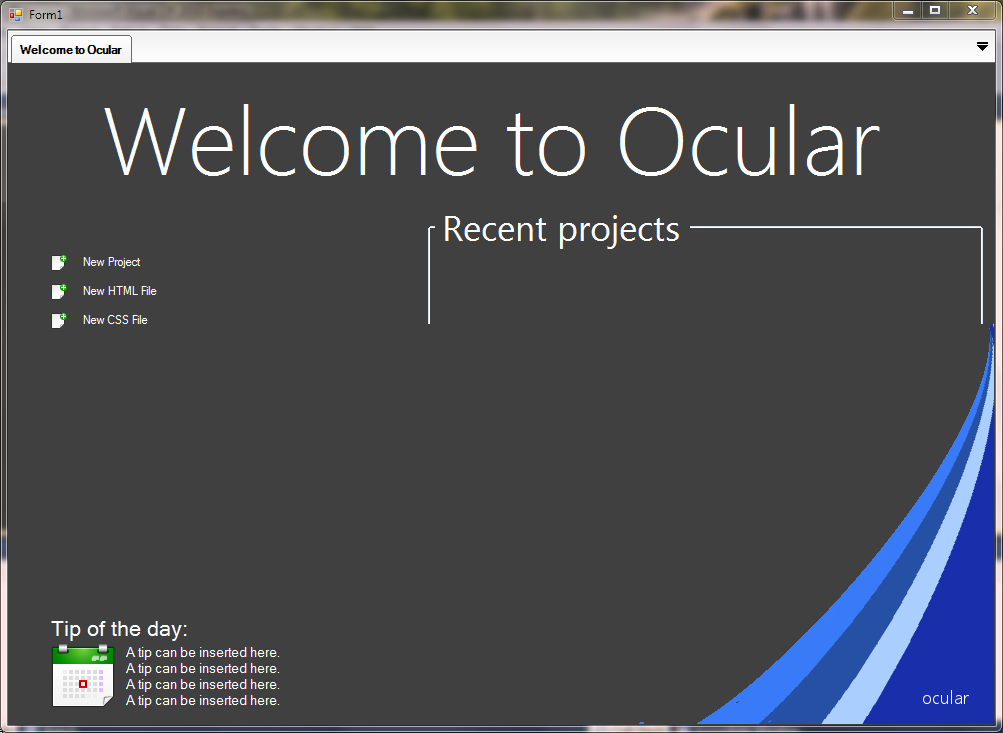 Form1
Welcome to Ocular
Welcome to Ocular
Recent projects
New Project
New HTML File
New CSS File
Tip of the day:
A tip can be inserted here.
A tip can be inserted here.
A tip can be inserted here.
A tip can be inserted here.
ocular